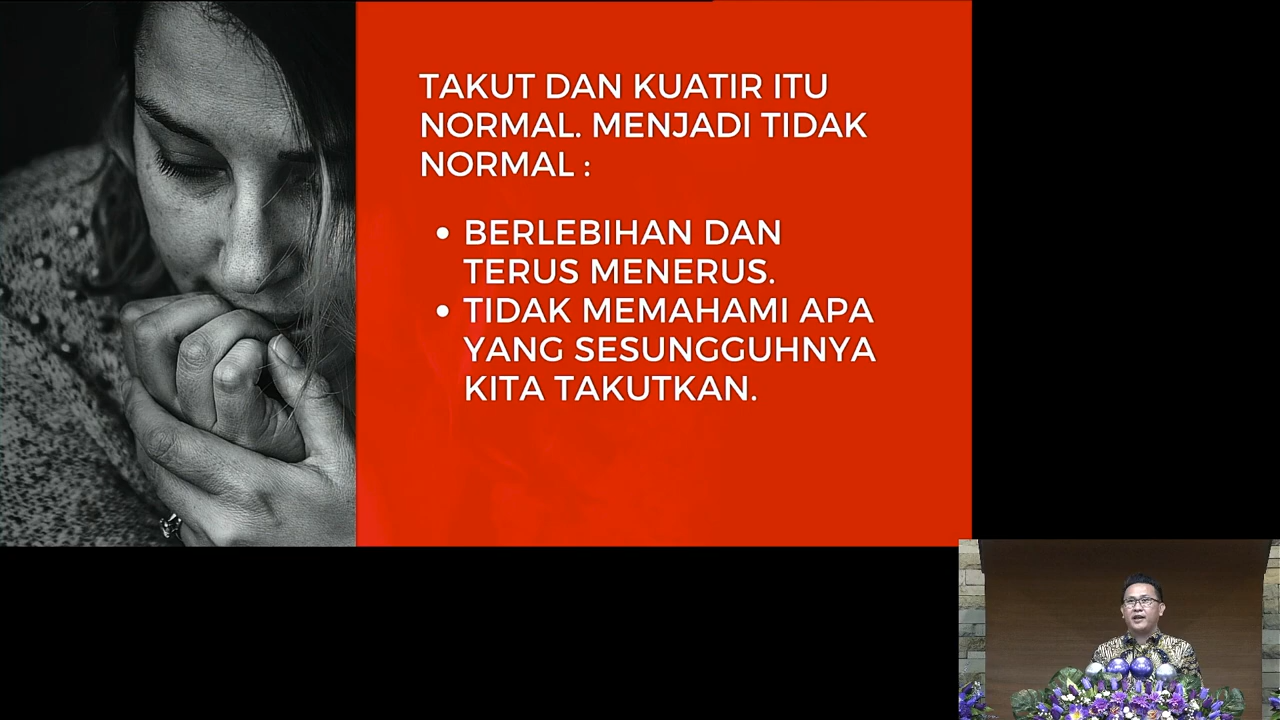 TAKUT DAN KUATIR ITU
NORMAL. MENJADI TIDAK
NORMAL :
• BERLEBIHAN DAN
TERUS MENERUS.
• TIDAK MEMAHAMI APA
YANG SESUNGGUHNYA
KITA TAKUTKAN.